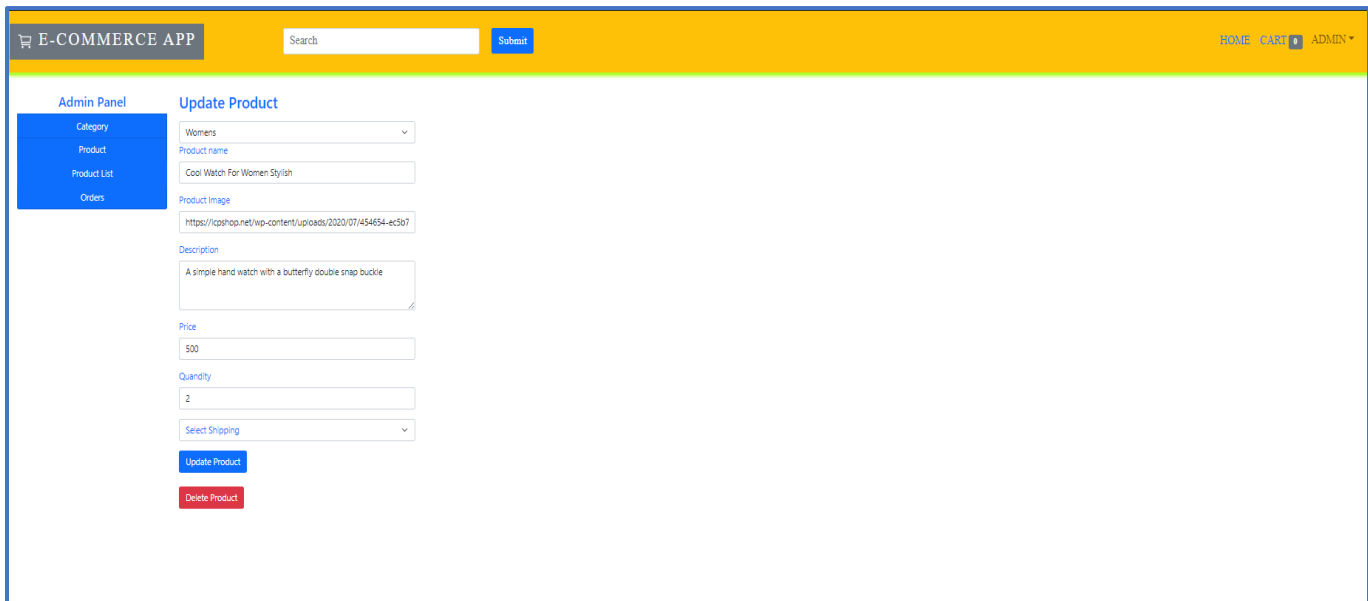 E-COMMERCE APP
Search
Submit
HOME CART 0 ADMIN
Admin Panel
Category
Product
Product List
Orders
Update Product
Womens
Product name
Cool Watch For Women Stylish
Product Image
https://icpshop.net/wp-content/uploads/2020/07/454654-ec5b7
Description
A simple hand watch with a butterfly double snap buckle
Price
500
Quandity
2
Select Shipping
Update Product
Delete Product